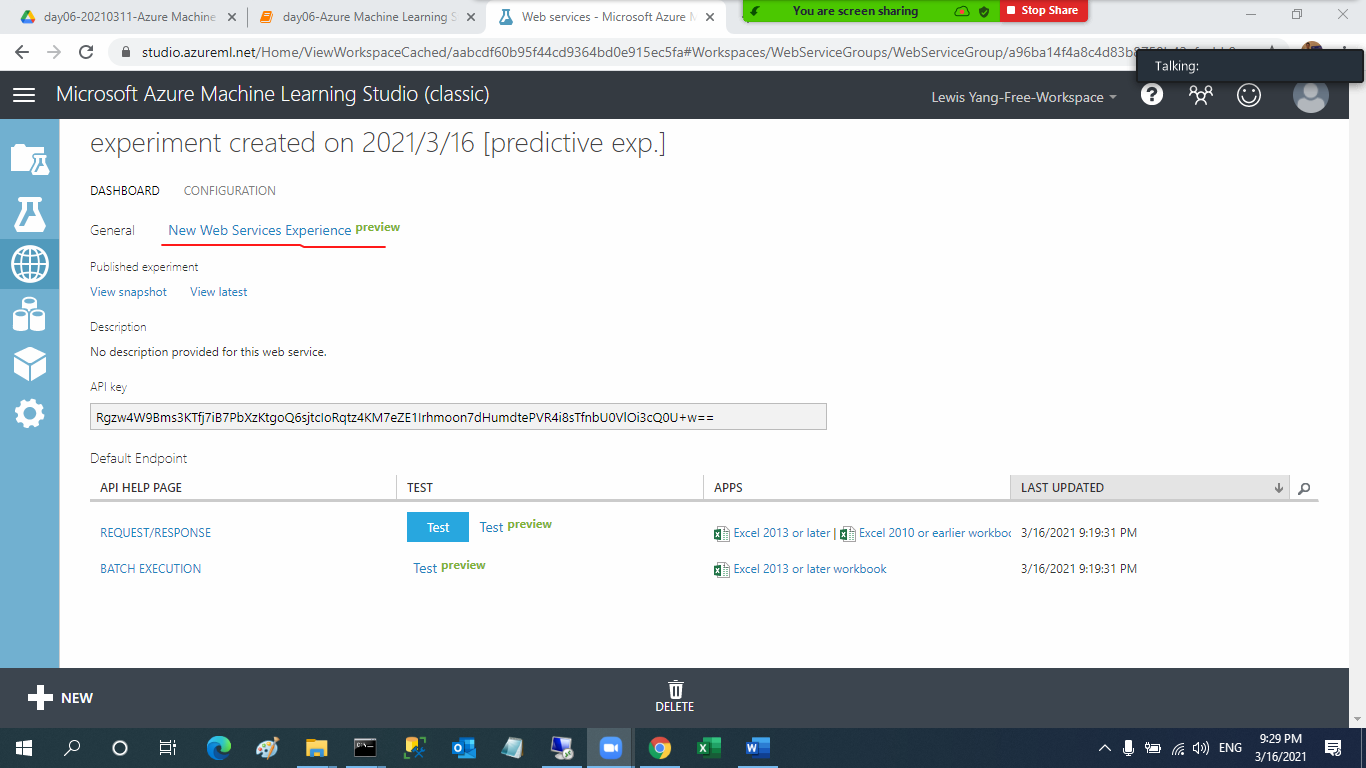 day06-20210311-Azure Machine
day06-Azure Machine Learning S
Web services - Microsoft Azure M
You are screen sharing
Stop Share
studio.azureml.net/Home/ViewWorkspaceCached/aabcdf60b95f44cd9364bd0e915ec5fa#Workspaces/WebServiceGroups/WebServiceGroup/a96ba14f4a8c4d83b
Talking:
Microsoft Azure Machine Learning Studio (classic)
Lewis Yang-Free-Workspace
experiment created on 2021/3/16 [predictive exp.]
DASHBOARD CONFIGURATION
General New Web Services Experience preview
Published experiment
View snapshot View latest
Description
No description provided for this web service.
API key
Rgzw4W9Bms3KTfj7iB7PbXzKtgoQ6sjtcIoRqtz4KM7eZE1Irhmoon7dHumdtePVR4i8sTfnbU0VlOi3cQ0U+w==
Default Endpoint
API HELP PAGE TEST APPS LAST UPDATED
REQUEST/RESPONSE Test Test preview Excel 2013 or later | Excel 2010 or earlier workboo 3/16/2021 9:19:31 PM
BATCH EXECUTION Test preview Excel 2013 or later workbook 3/16/2021 9:19:31 PM
NEW
DELETE
ENG
9:29 PM
3/16/2021